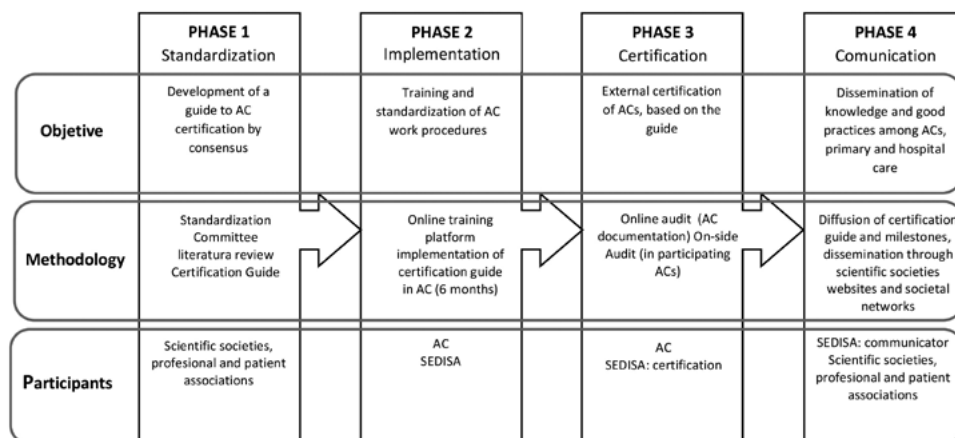 PHASE 1
Standardization
PHASE 2
Implementation
PHASE 3
Certification
PHASE 4
Comunication
Objetive
Development of a
guide to AC
certification by
consensus
Training and
standardization of AC
work procedures
External certification
of ACs, based on the
guide
Dissemination of
knowledge and good
practices among ACs,
primary and hospital
care
Methodology
Standardization
Committee
literatura review
Certification Guide
Online training
platform
implementation of
certification guide
in AC (6 months)
Online audit (AC
documentation) On-side
Audit (in participating
ACs)
Diffusion of certification
guide and milestones,
dissemination through
scientific societies
websites and societal
networks
Participants
Scientific societies,
profesional and patient
associations
AC
SEDISA
AC
SEDISA: certification
SEDISA: communicator
Scientific societies,
profesional and patient
associations